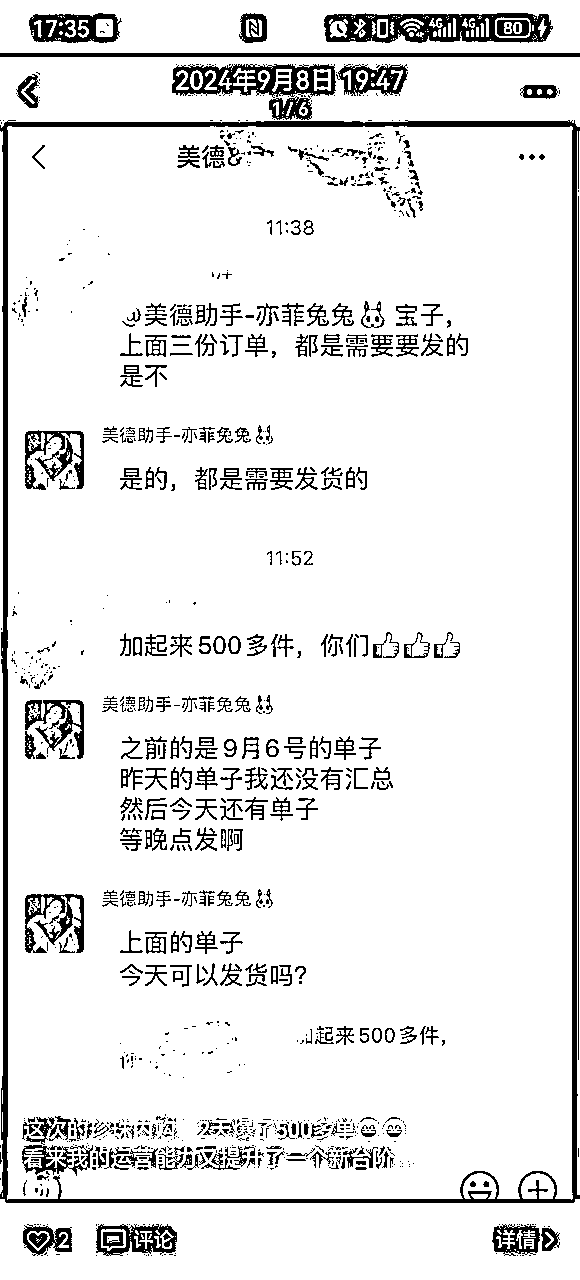 17:35
80
2024年9月8日 19:47
1/6
美德&
11:38
@美德助手-亦菲兔兔🐰 宝子,
上面三份订单,都是需要要发的
是不
美德助手-亦菲兔兔🐰
是的,都是需要发货的
11:52
加起来500多件,你们👍👍👍
美德助手-亦菲兔兔🐰
之前的是9月6号的单子
昨天的单子我还没有汇总
然后今天还有单子
等晚点发啊
美德助手-亦菲兔兔🐰
上面的单子
今天可以发货吗?
加起来500多件,
这次的珍珠内购 2天爆了500多单😁😁
看来我的运营能力又提升了一个新台阶...
2
评论
详情